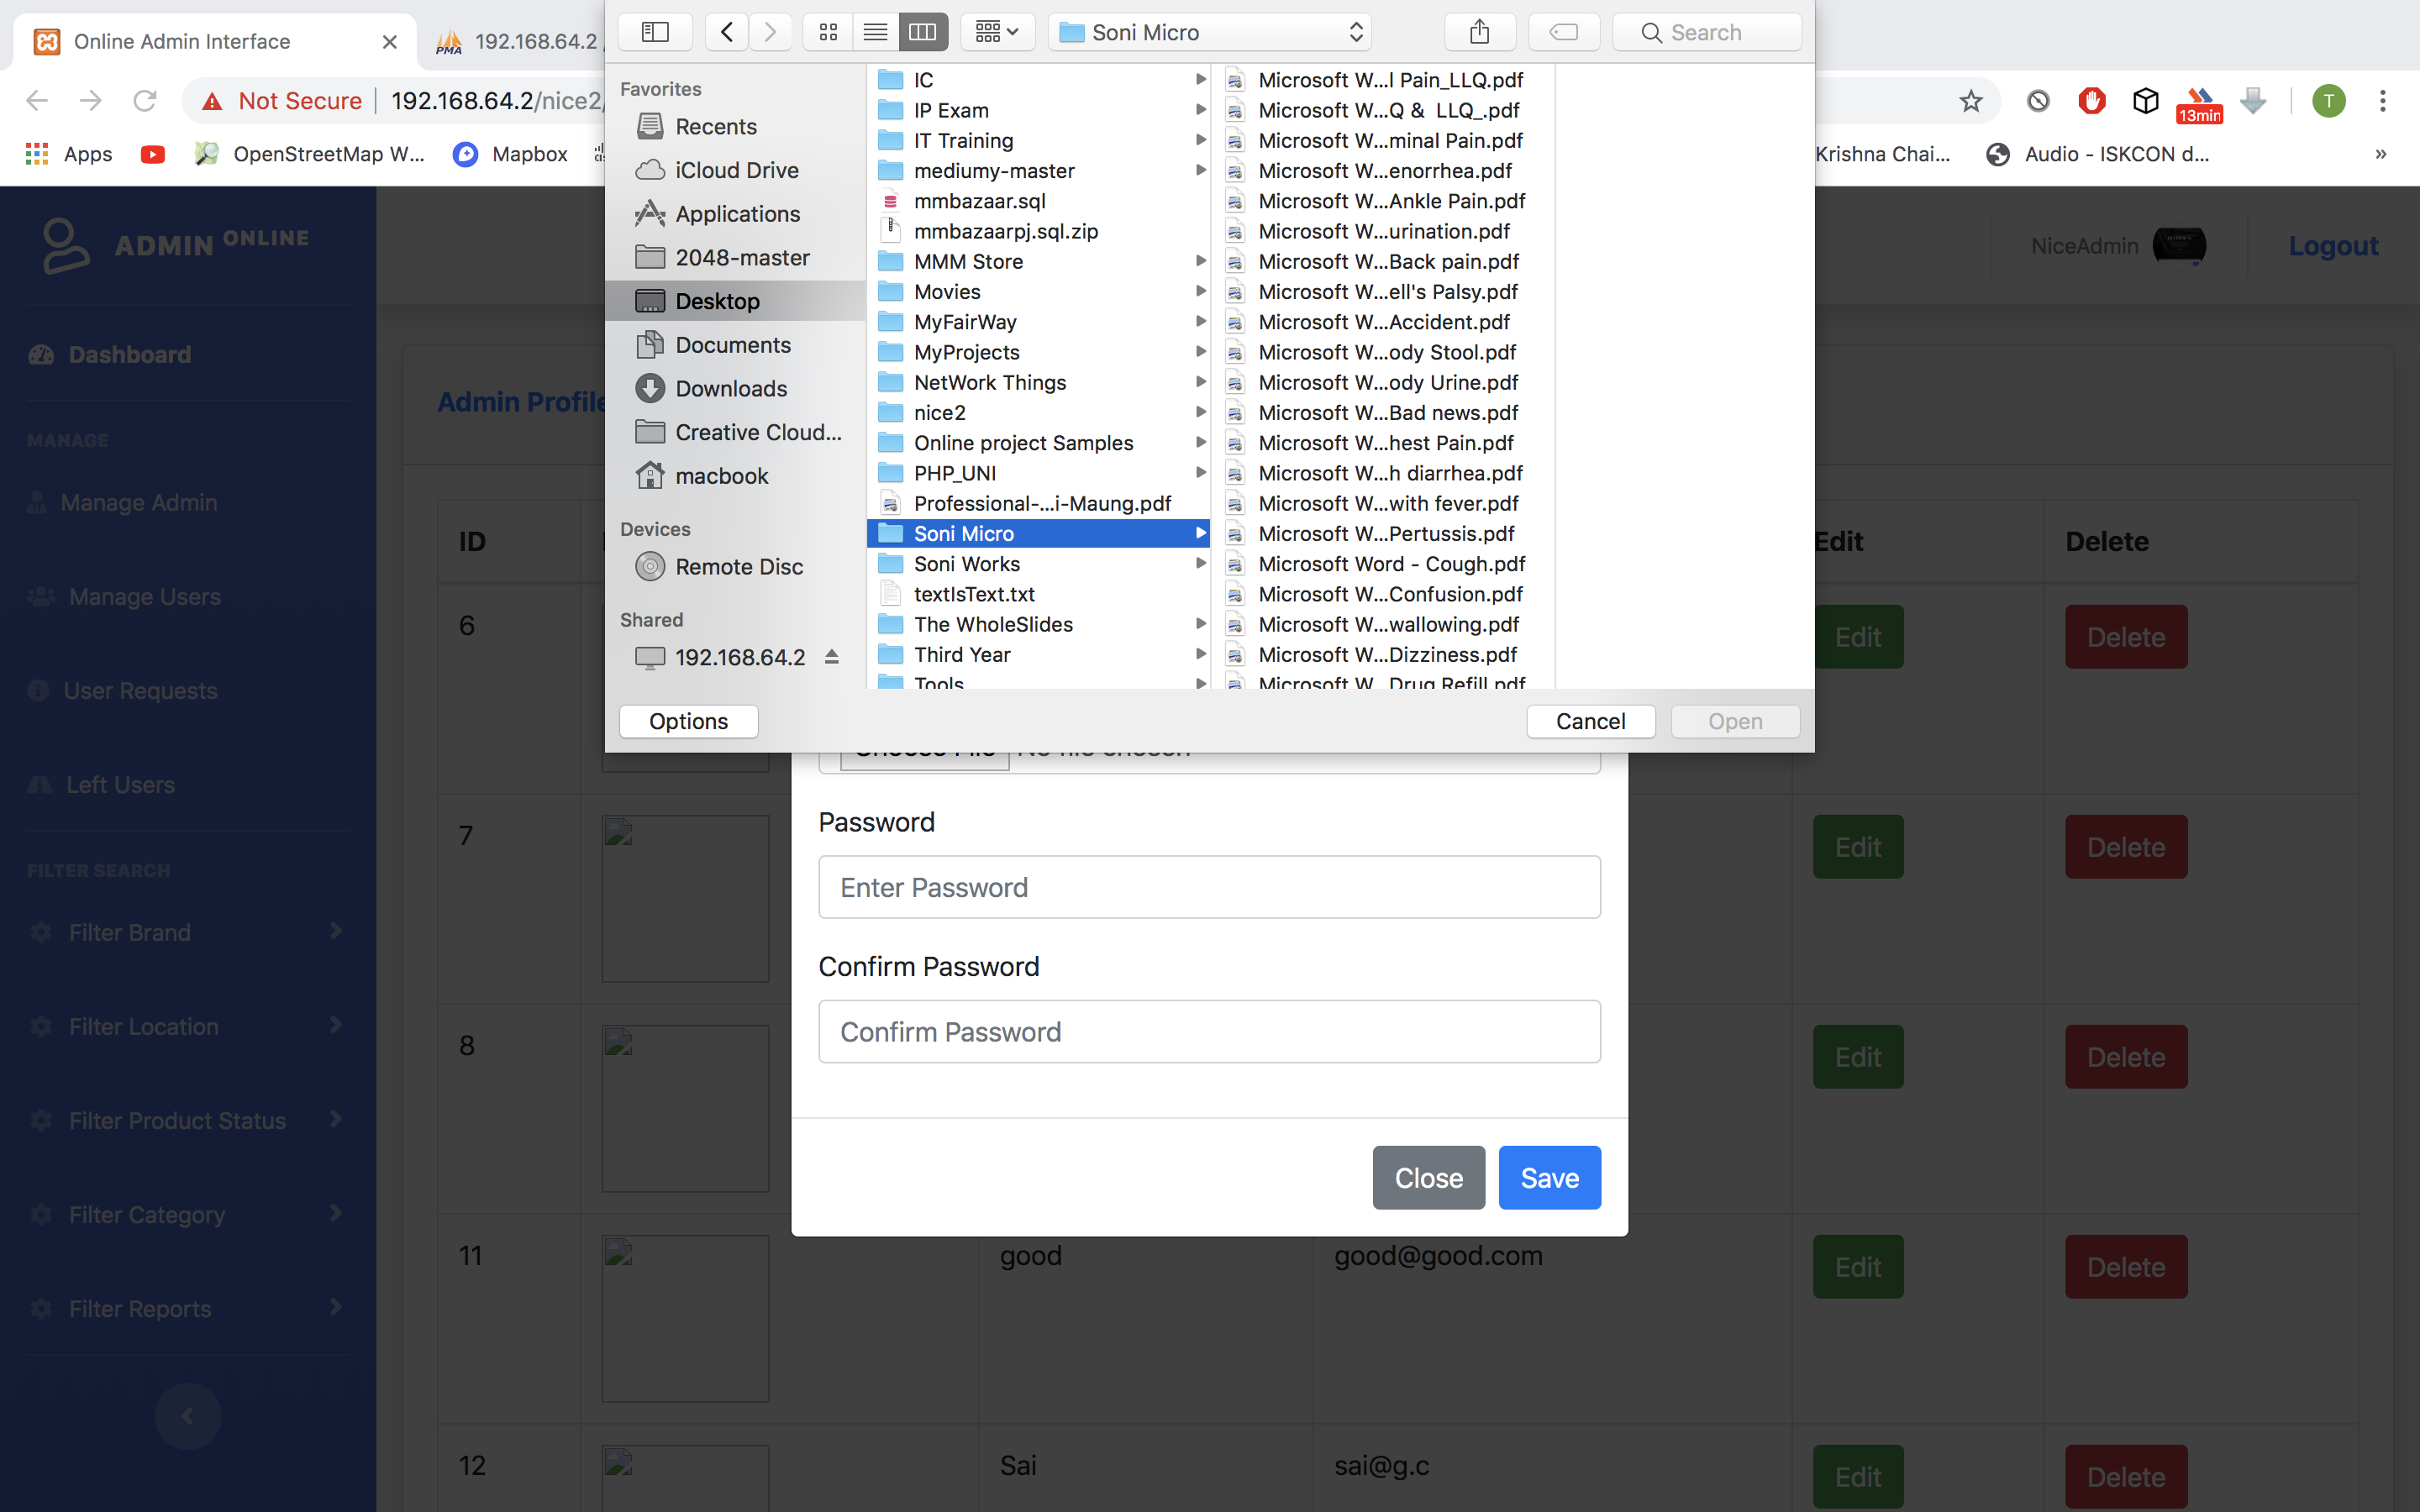 Online Admin Interface
192.168.64.2
PMA
Soni Micro
Search
Not Secure
192.168.64.2/nice2/
13min
T
Apps
OpenStreetMap W...
Mapbox
Krishna Chai...
Audio - ISKCON d...
»
Favorites
Recents
iCloud Drive
Applications
2048-master
Desktop
Documents
Downloads
Creative Cloud...
macbook
Devices
Remote Disc
Shared
192.168.64.2
IC
IP Exam
IT Training
mediumy-master
mmbazaar.sql
mmbazaarpj.sql.zip
MMM Store
Movies
MyFairWay
MyProjects
NetWork Things
nice2
Online project Samples
PHP_UNI
Professional-...i-Maung.pdf
Soni Micro
Soni Works
textIsText.txt
The WholeSlides
Third Year
Tools
Microsoft W...l Pain_LLQ.pdf
Microsoft W...Q & LLQ_.pdf
Microsoft W...minal Pain.pdf
Microsoft W...enorrhea.pdf
Microsoft W...Ankle Pain.pdf
Microsoft W...urination.pdf
Microsoft W...Back pain.pdf
Microsoft W...ell's Palsy.pdf
Microsoft W...Accident.pdf
Microsoft W...ody Stool.pdf
Microsoft W...ody Urine.pdf
Microsoft W...Bad news.pdf
Microsoft W...hest Pain.pdf
Microsoft W...h diarrhea.pdf
Microsoft W...with fever.pdf
Microsoft W...Pertussis.pdf
Microsoft Word - Cough.pdf
Microsoft W...Confusion.pdf
Microsoft W...wallowing.pdf
Microsoft W...Dizziness.pdf
Microsoft W...Drug Refill.pdf
Options
Cancel
Open
ADMIN ONLINE
Dashboard
MANAGE
Manage Admin
Manage Users
User Requests
Left Users
FILTER SEARCH
Filter Brand
Filter Location
Filter Product Status
Filter Category
Filter Reports
NiceAdmin
Logout
Admin Profile
ID
Edit
Delete
6
Edit
Delete
7
Edit
Delete
8
Edit
Delete
11
good
good@good.com
Edit
Delete
12
Sai
sai@g.c
Edit
Delete
Choose File No file chosen
Password
Enter Password
Confirm Password
Confirm Password
Close
Save